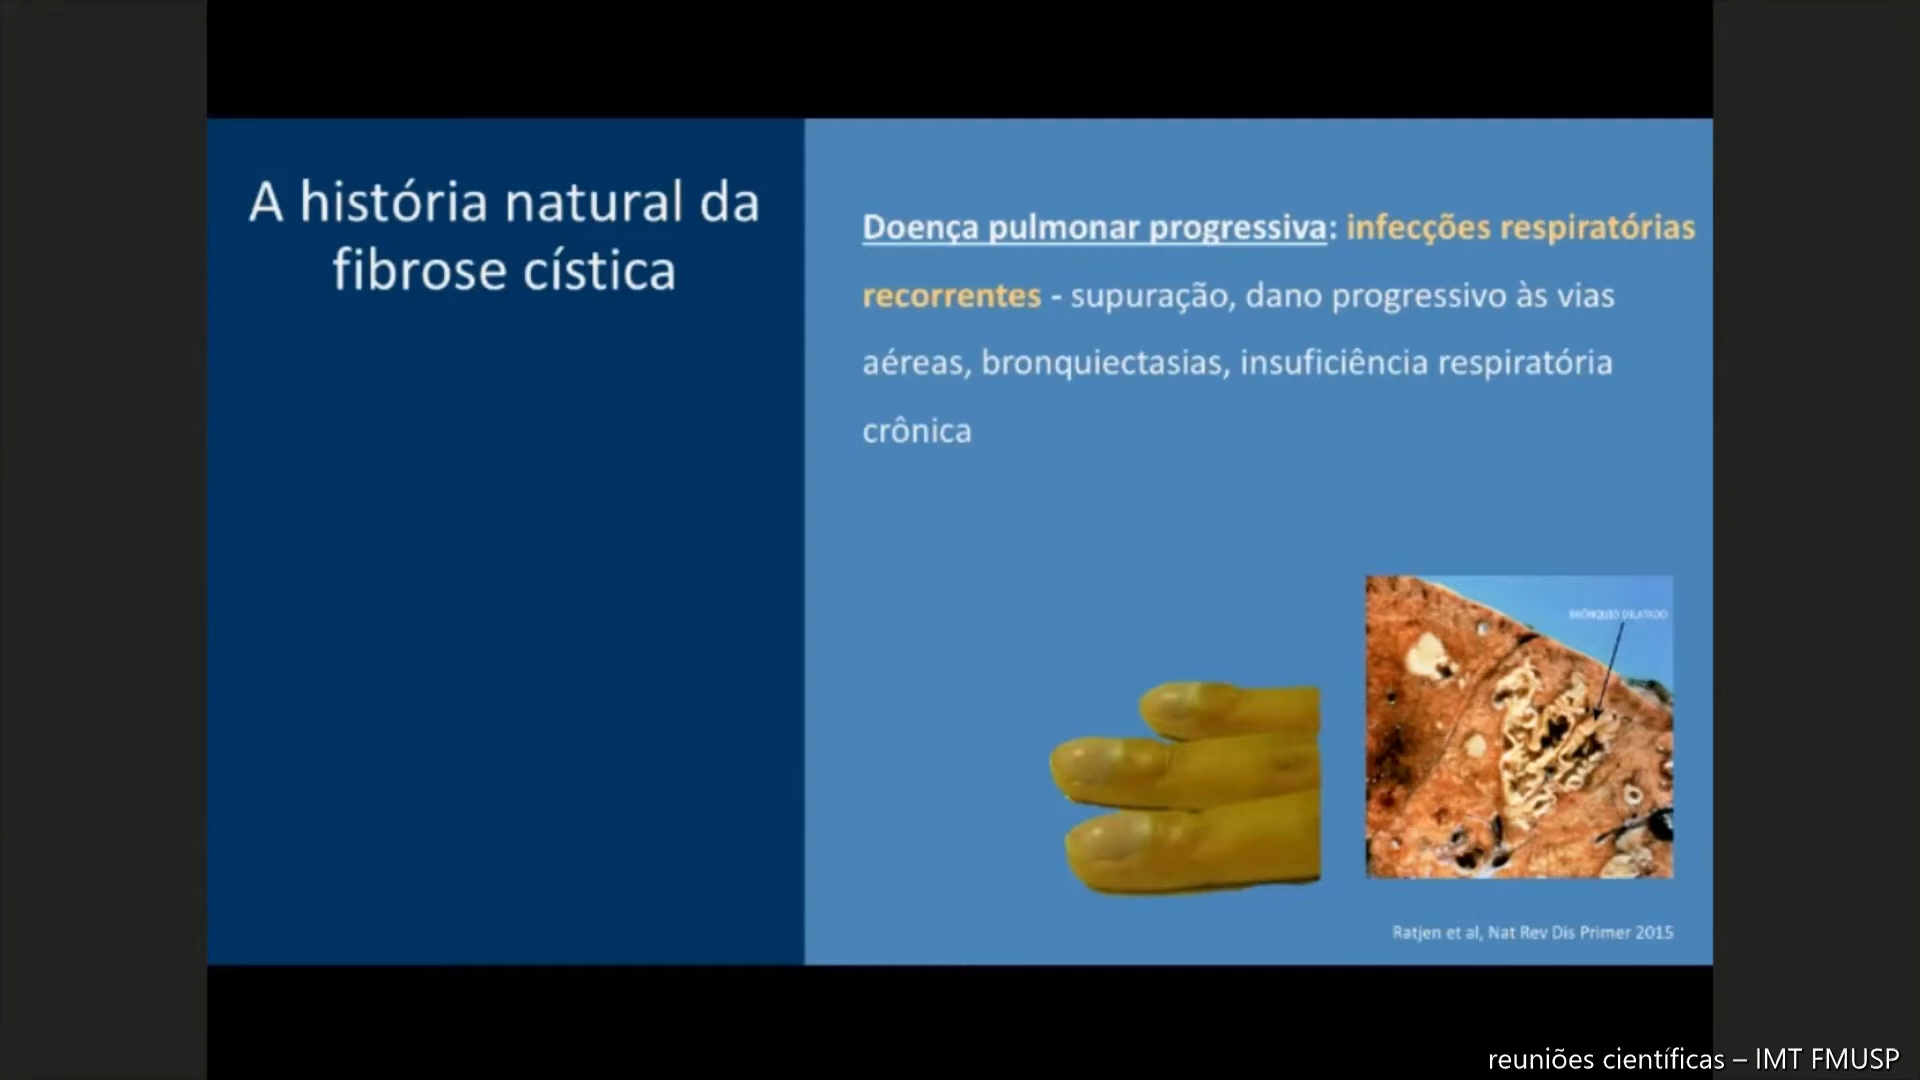 A história natural da
fibrose cística
Doença pulmonar progressiva: infecções respiratórias
recorrentes - supuração, dano progressivo às vias
aéreas, bronquiectasias, insuficiência respiratória
crônica
BRÔNQUIO DILATADO
Ratjen et al, Nat Rev Dis Primer 2015
reuniões científicas – IMT FMUSP